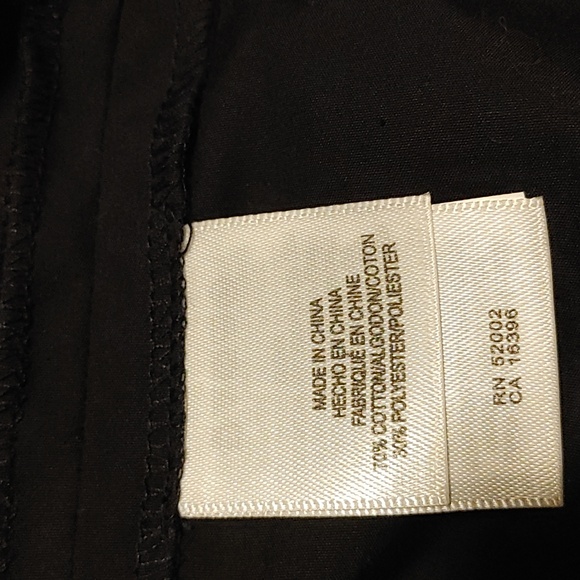 MADE IN CHINA
HECHO EN CHINA
FABRIQUE EN CHINE
70% COTTON/ALGODON/COTON
30% POLYESTER/POLIESTER
RN 52002
CA 16396